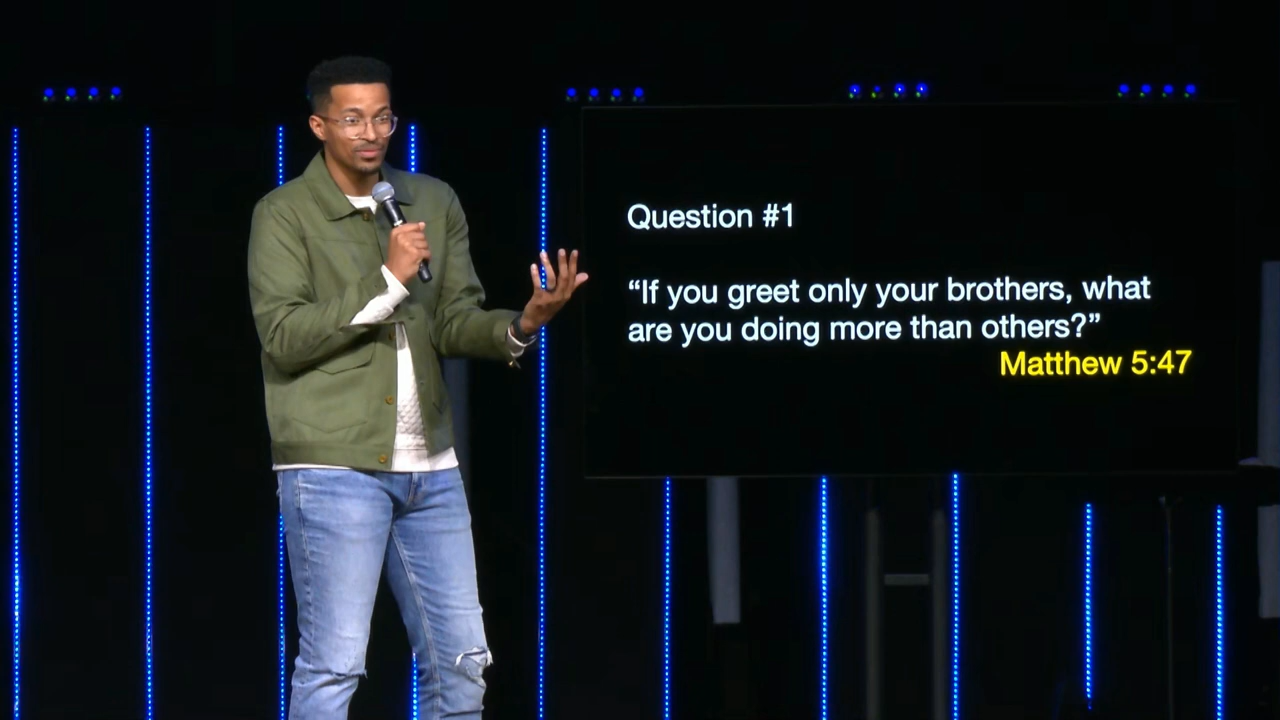 Question #1
“If you greet only your brothers, what
are you doing more than others?”
Matthew 5:47